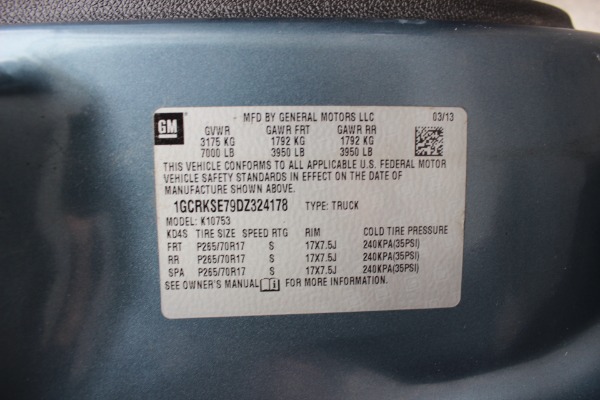 GM
MFD BY GENERAL MOTORS LLC 03/13
GVWR GAWR FRT GAWR RR
3175 KG 1792 KG 1792 KG
7000 LB 3950 LB 3950 LB
THIS VEHICLE CONFORMS TO ALL APPLICABLE U.S. FEDERAL MOTOR
VEHICLE SAFETY STANDARDS IN EFFECT ON THE DATE OF
MANUFACTURE SHOWN ABOVE.
1GCRKSE79DZ324178 TYPE: TRUCK
MODEL: K10753
KD4S TIRE SIZE SPEED RTG RIM COLD TIRE PRESSURE
FRT P265/70R17 S 17X7.5J 240KPA(35PSI)
RR P265/70R17 S 17X7.5J 240KPA(35PSI)
SPA P265/70R17 S 17X7.5J 240KPA(35PSI)
SEE OWNER'S MANUAL i FOR MORE INFORMATION.